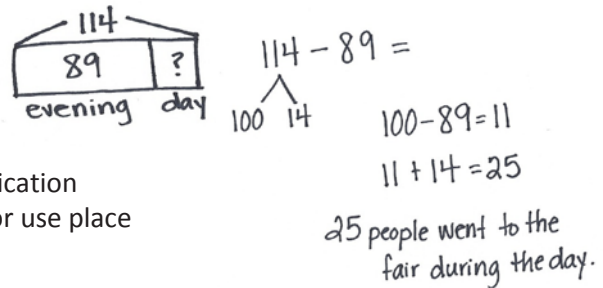 114
89 ?
evening day
114 - 89 =
100 14
100-89=11
11 + 14 = 25
25 people went to the
fair during the day.
ication
or use place